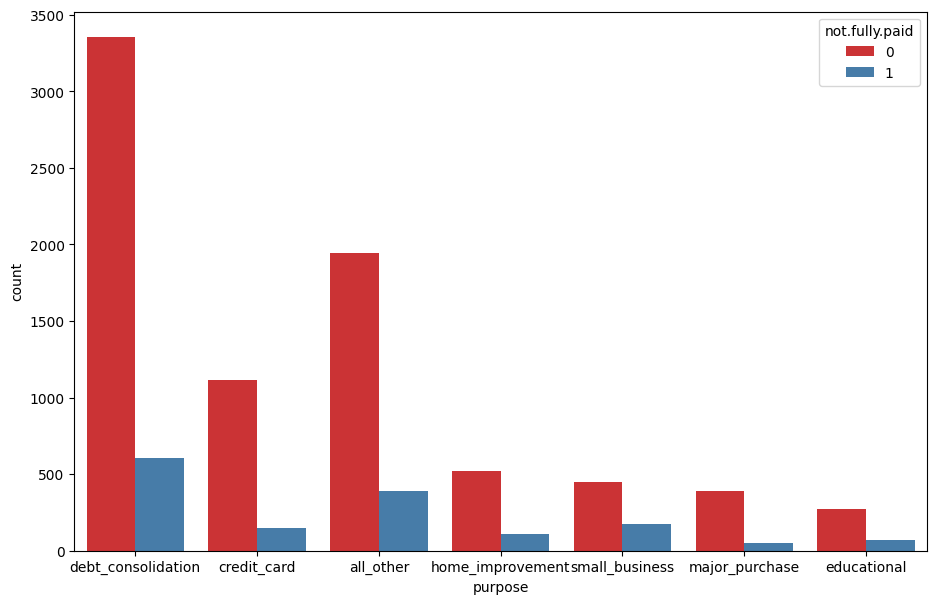 not.fully.paid
0
1
3500
3000
2500
2000
1500
1000
500
0
count
debt_consolidation credit_card all_other home_improvement small_business major_purchase educational
purpose